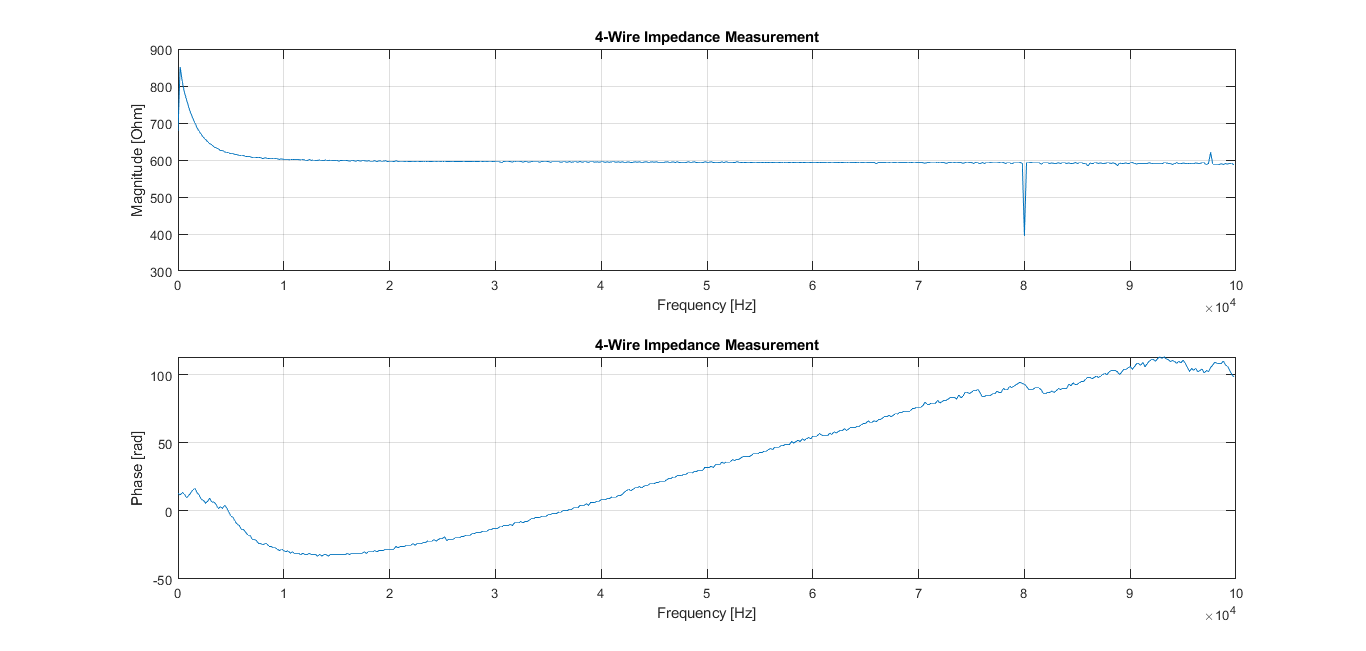 4-Wire Impedance Measurement
900
800
700
600
500
400
300
Magnitude [Ohm]
0 1 2 3 4 5 6 7 8 9 10
Frequency [Hz]
×10^4
4-Wire Impedance Measurement
100
50
0
-50
Phase [rad]
0 1 2 3 4 5 6 7 8 9 10
Frequency [Hz]
×10^4